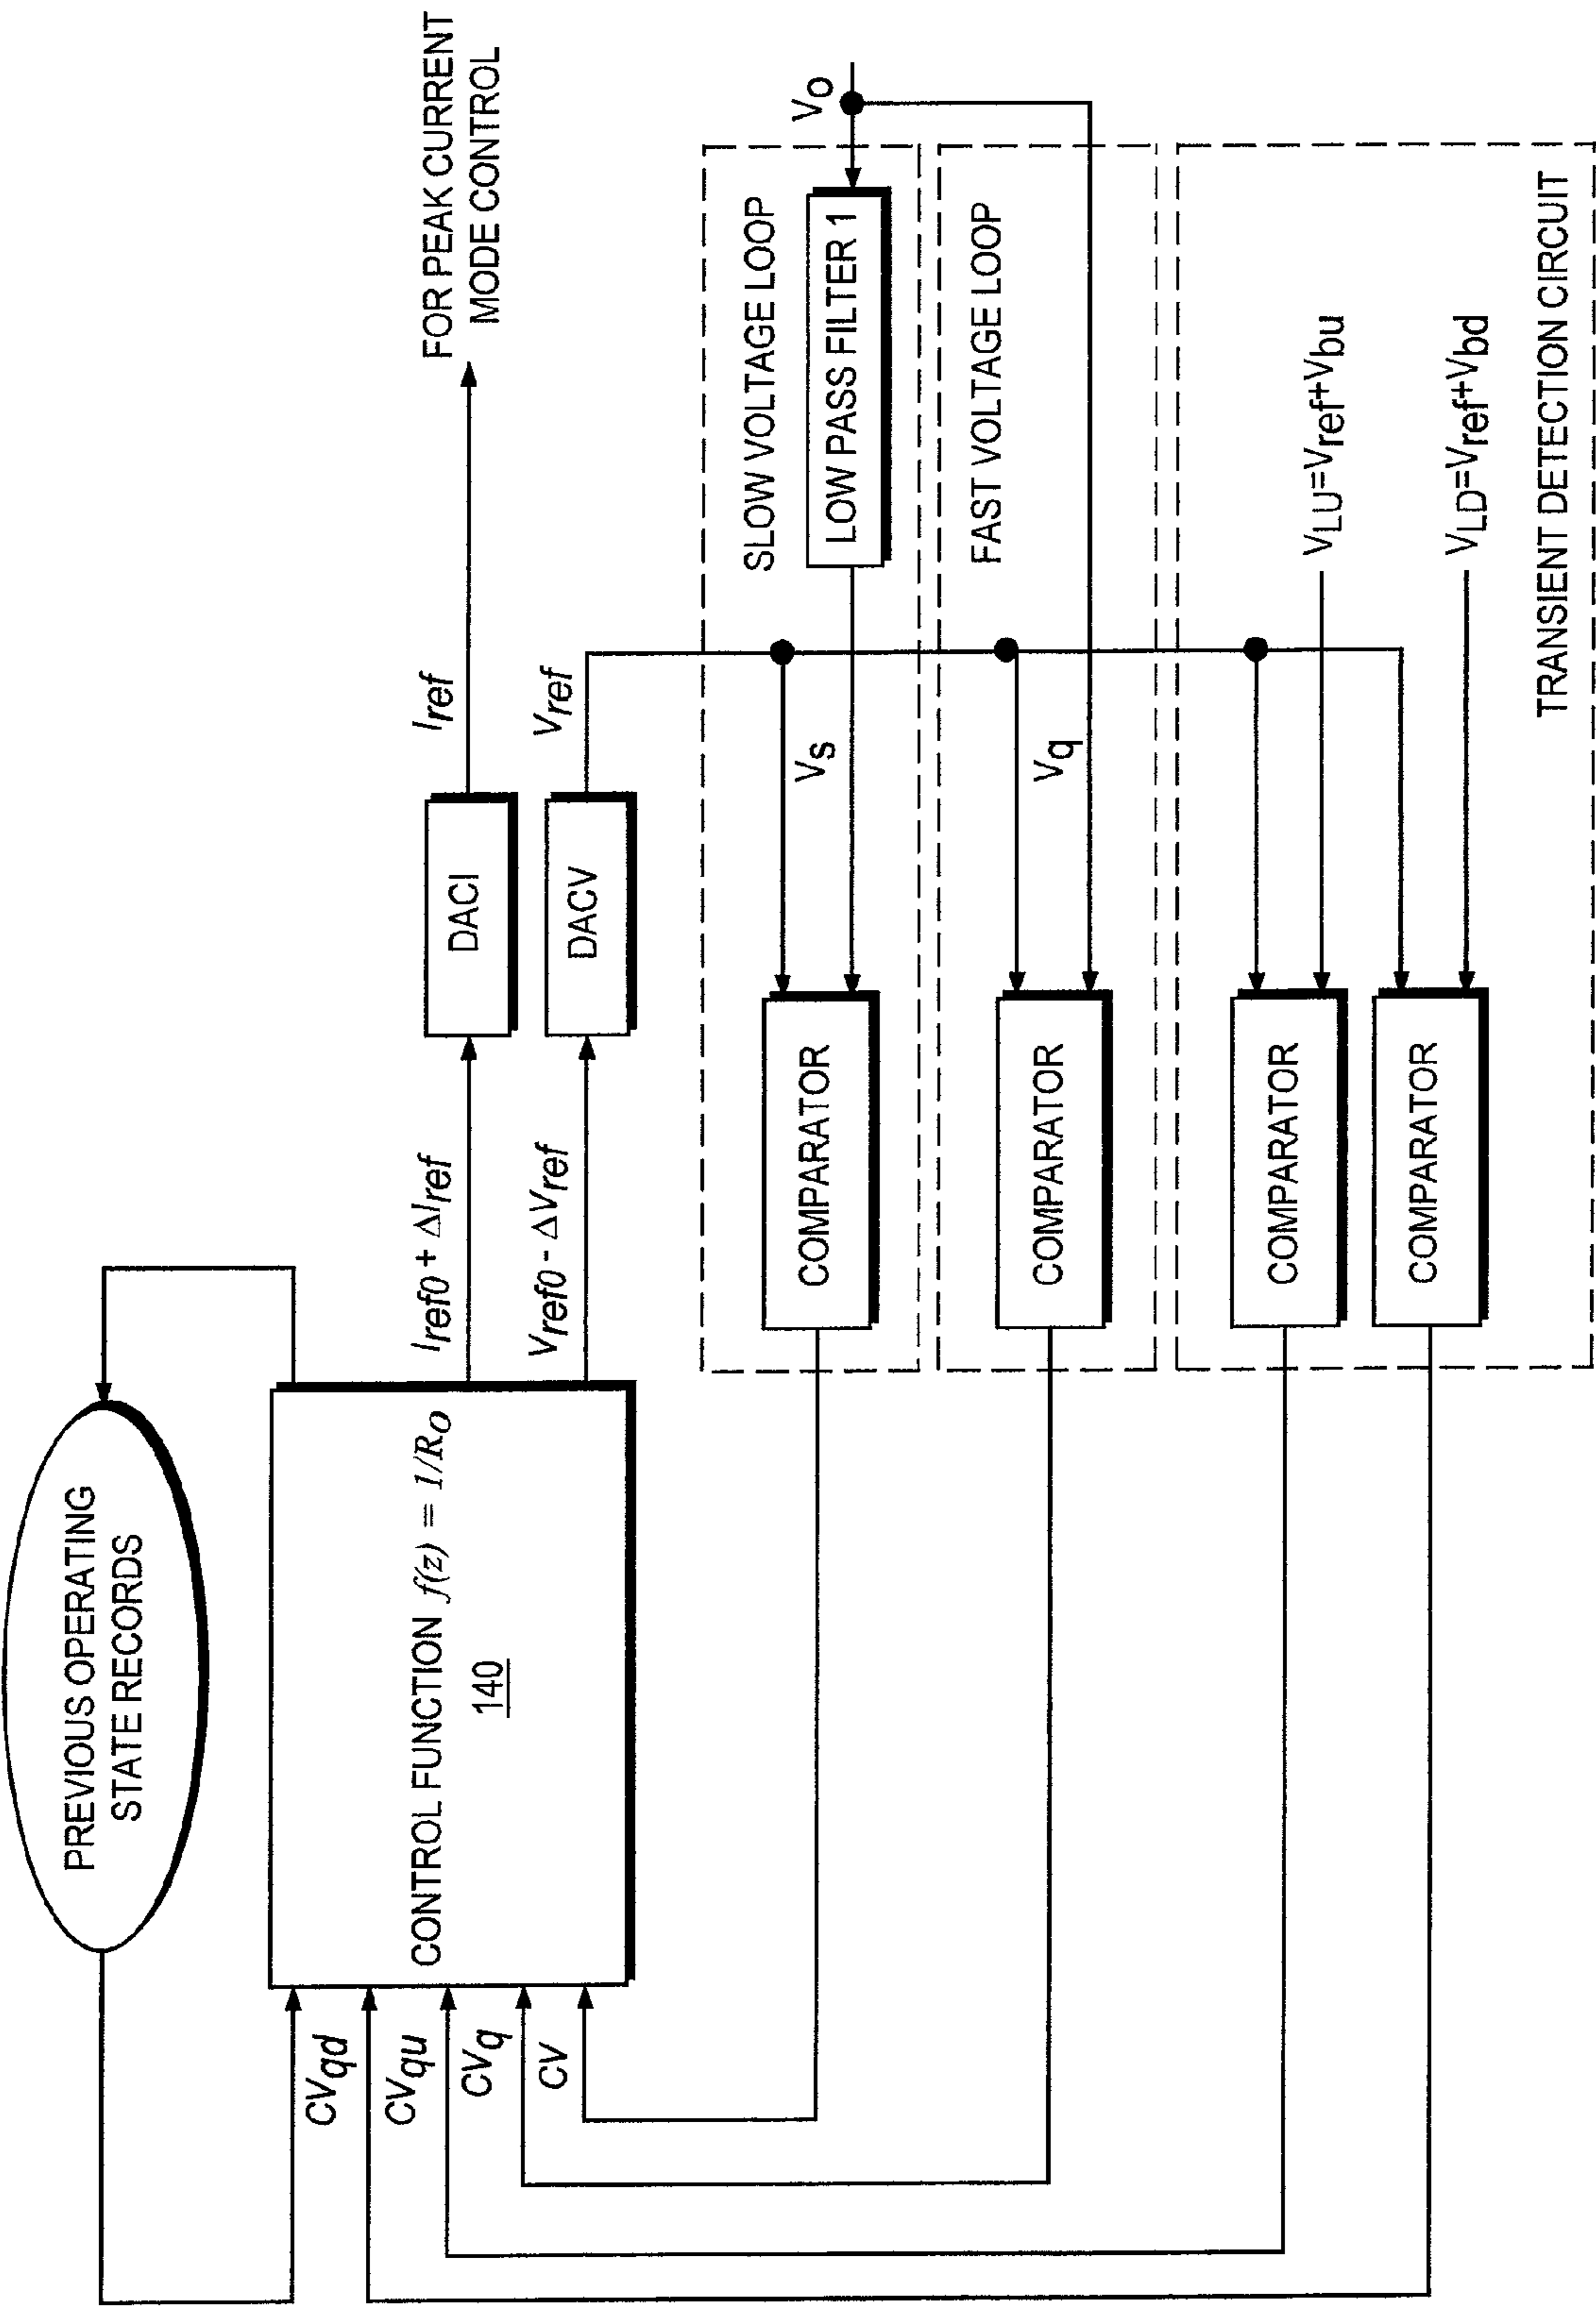 PREVIOUS OPERATING
STATE RECORDS
CONTROL FUNCTION f(z) = 1/Ro
140
CVqd
CVqu
CVq
CV
Iref0 + ΔIref
Vref0 - ΔVref
DACI
DACV
Iref
Vref
FOR PEAK CURRENT
MODE CONTROL
SLOW VOLTAGE LOOP
LOW PASS FILTER 1
Vo
Vs
COMPARATOR
FAST VOLTAGE LOOP
Vq
COMPARATOR
COMPARATOR
VLU=Vref+Vbu
COMPARATOR
VLD=Vref+Vbd
TRANSIENT DETECTION CIRCUIT